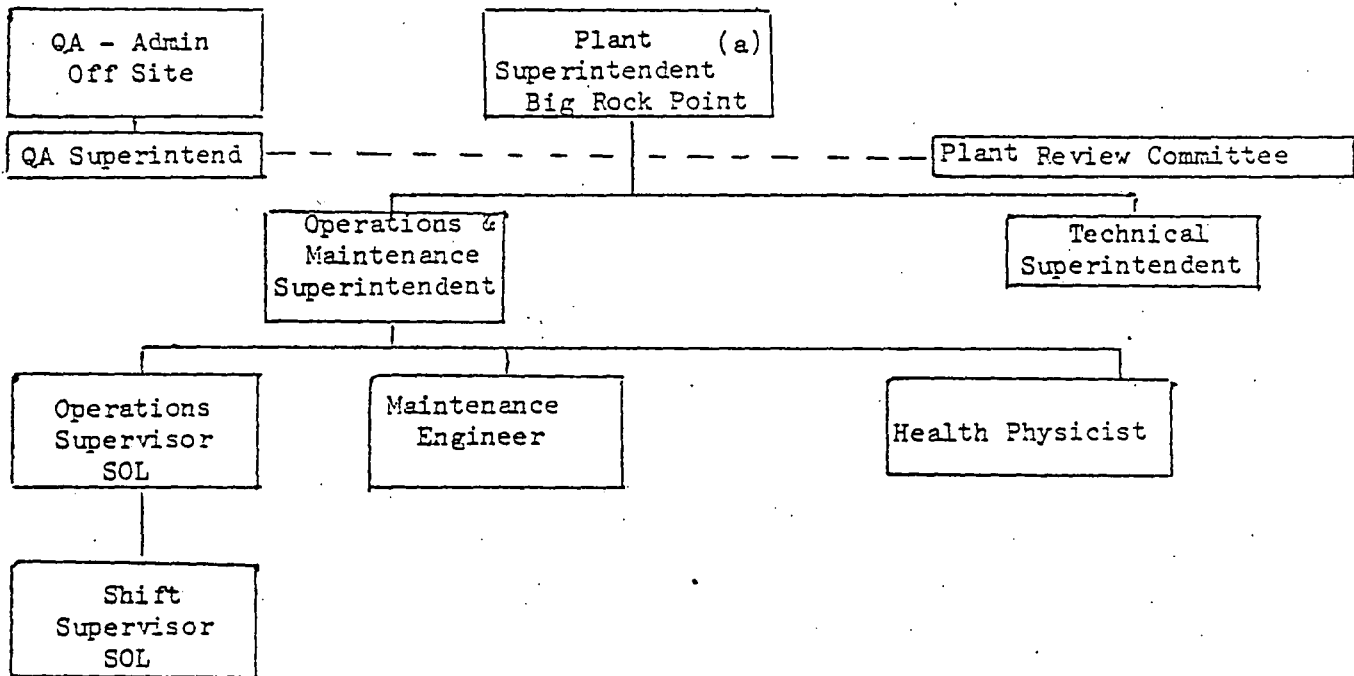 QA - Admin
Off Site
Plant (a)
Superintendent
Big Rock Point
QA Superintend
Plant Review Committee
Operations &
Maintenance
Superintendent
Technical
Superintendent
Operations
Supervisor
SOL
Maintenance
Engineer
Health Physicist
Shift
Supervisor
SOL